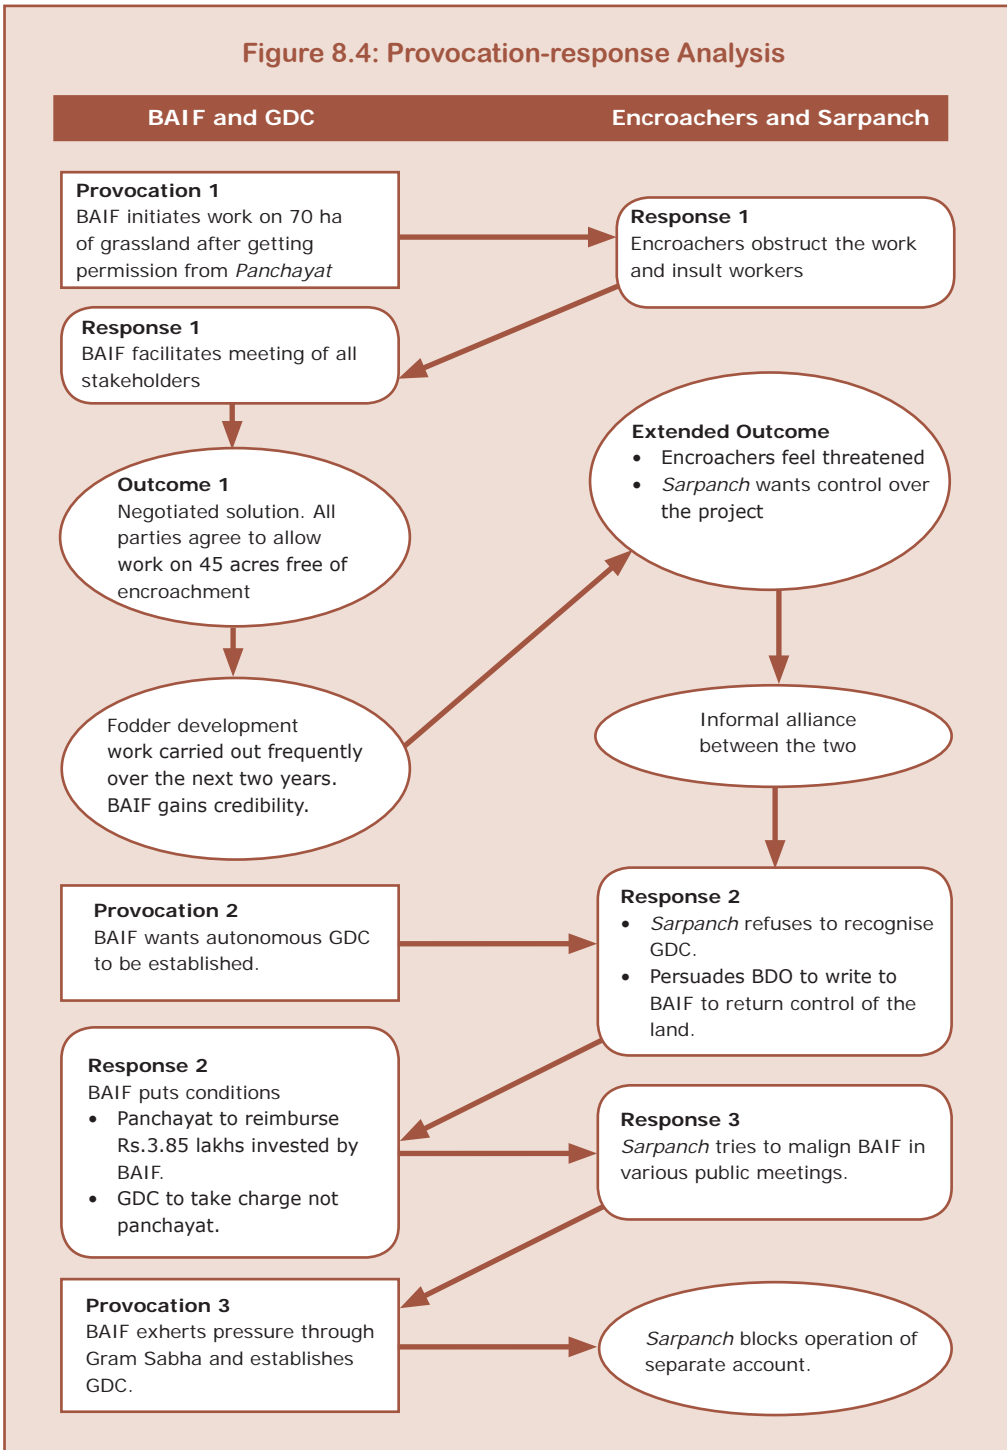 Figure 8.4: Provocation-response Analysis
BAIF and GDC
Encroachers and Sarpanch
Provocation 1
BAIF initiates work on 70 ha
of grassland after getting
permission from Panchayat
Response 1
Encroachers obstruct the work
and insult workers
Response 1
BAIF facilitates meeting of all
stakeholders
Outcome 1
Negotiated solution. All
parties agree to allow
work on 45 acres free of
encroachment
Extended Outcome
• Encroachers feel threatened
• Sarpanch wants control over
the project
Fodder development
work carried out frequently
over the next two years.
BAIF gains credibility.
Informal alliance
between the two
Provocation 2
BAIF wants autonomous GDC
to be established.
Response 2
• Sarpanch refuses to recognise
GDC.
• Persuades BDO to write to
BAIF to return control of the
land.
Response 2
BAIF puts conditions
• Panchayat to reimburse
Rs.3.85 lakhs invested by
BAIF.
• GDC to take charge not
panchayat.
Response 3
Sarpanch tries to malign BAIF in
various public meetings.
Provocation 3
BAIF exherts pressure through
Gram Sabha and establishes
GDC.
Sarpanch blocks operation of
separate account.